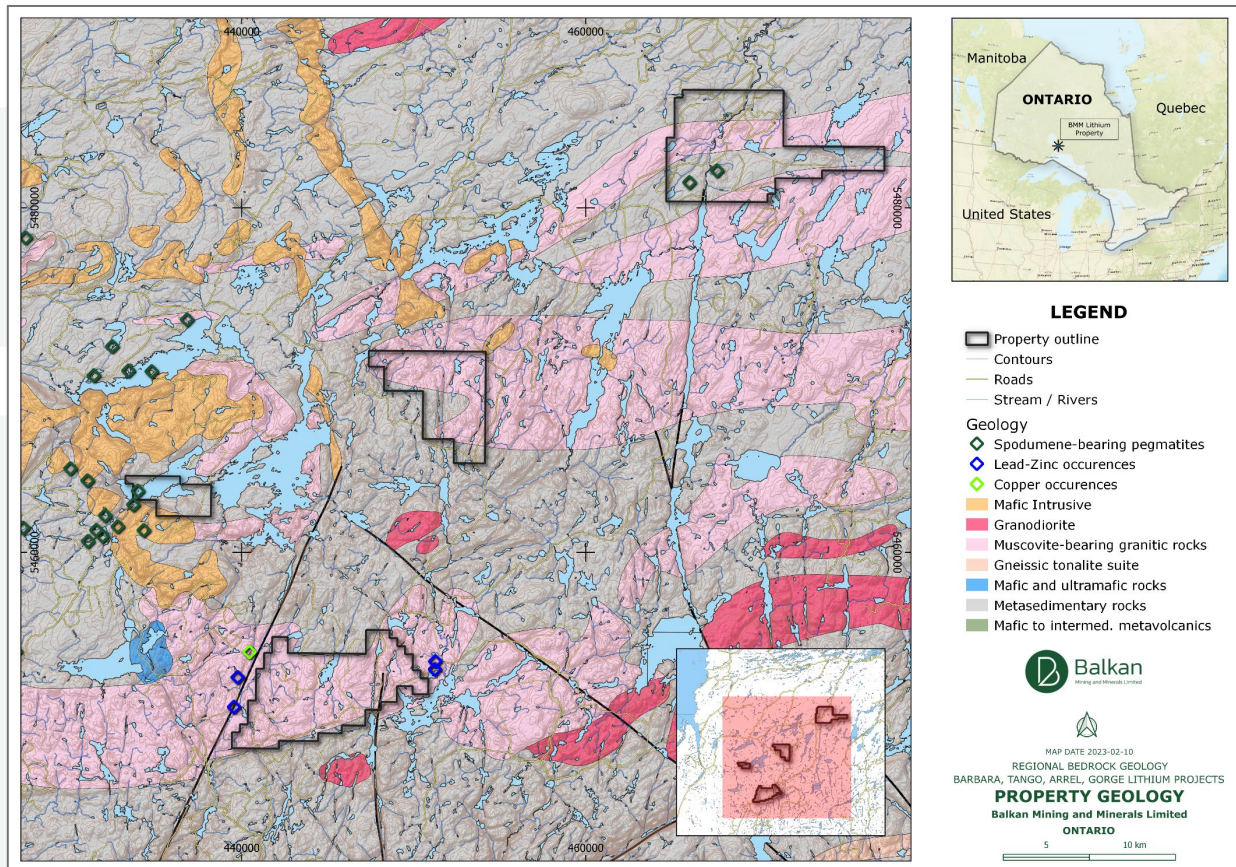 440000
460000
5480000
5480000
5460000
5460000
440000
460000
Manitoba
ONTARIO
Quebec
BMM Lithium
Property
United States
LEGEND
Property outline
Contours
Roads
Stream / Rivers
Geology
Spodumene-bearing pegmatites
Lead-Zinc occurences
Copper occurences
Mafic Intrusive
Granodiorite
Muscovite-bearing granitic rocks
Gneissic tonalite suite
Mafic and ultramafic rocks
Metasedimentary rocks
Mafic to intermed. metavolcanics
Balkan
Mining and Minerals Limited
MAP DATE 2023-02-10
REGIONAL BEDROCK GEOLOGY
BARBARA, TANGO, ARREL, GORGE LITHIUM PROJECTS
PROPERTY GEOLOGY
Balkan Mining and Minerals Limited
ONTARIO
5 10 km